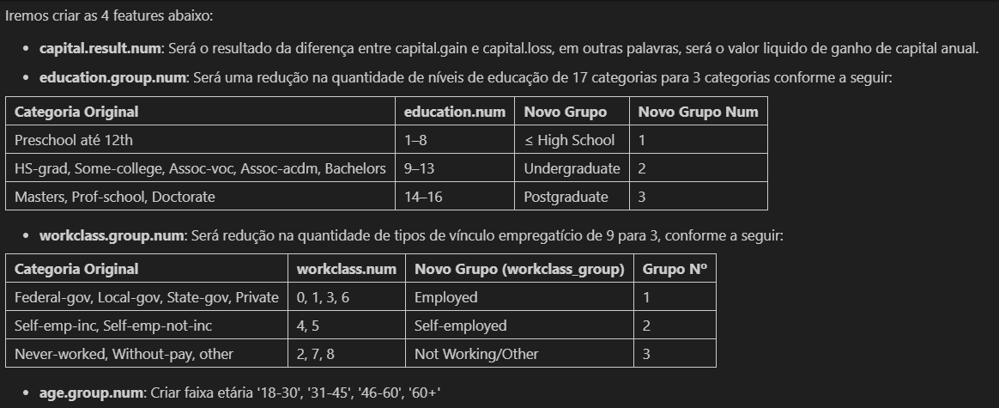 Iremos criar as 4 features abaixo:
• capital.result.num: Será o resultado da diferença entre capital.gain e capital.loss, em outras palavras, será o valor liquido de ganho de capital anual.
• education.group.num: Será uma redução na quantidade de níveis de educação de 17 categorias para 3 categorias conforme a seguir:
Categoria Original education.num Novo Grupo Novo Grupo Num
Preschool até 12th 1–8 ≤ High School 1
HS-grad, Some-college, Assoc-voc, Assoc-acdm, Bachelors 9–13 Undergraduate 2
Masters, Prof-school, Doctorate 14–16 Postgraduate 3
• workclass.group.num: Será redução na quantidade de tipos de vínculo empregatício de 9 para 3, conforme a seguir:
Categoria Original workclass.num Novo Grupo (workclass_group) Grupo Nº
Federal-gov, Local-gov, State-gov, Private 0, 1, 3, 6 Employed 1
Self-emp-inc, Self-emp-not-inc 4, 5 Self-employed 2
Never-worked, Without-pay, other 2, 7, 8 Not Working/Other 3
• age.group.num: Criar faixa etária '18-30', '31-45', '46-60', '60+'